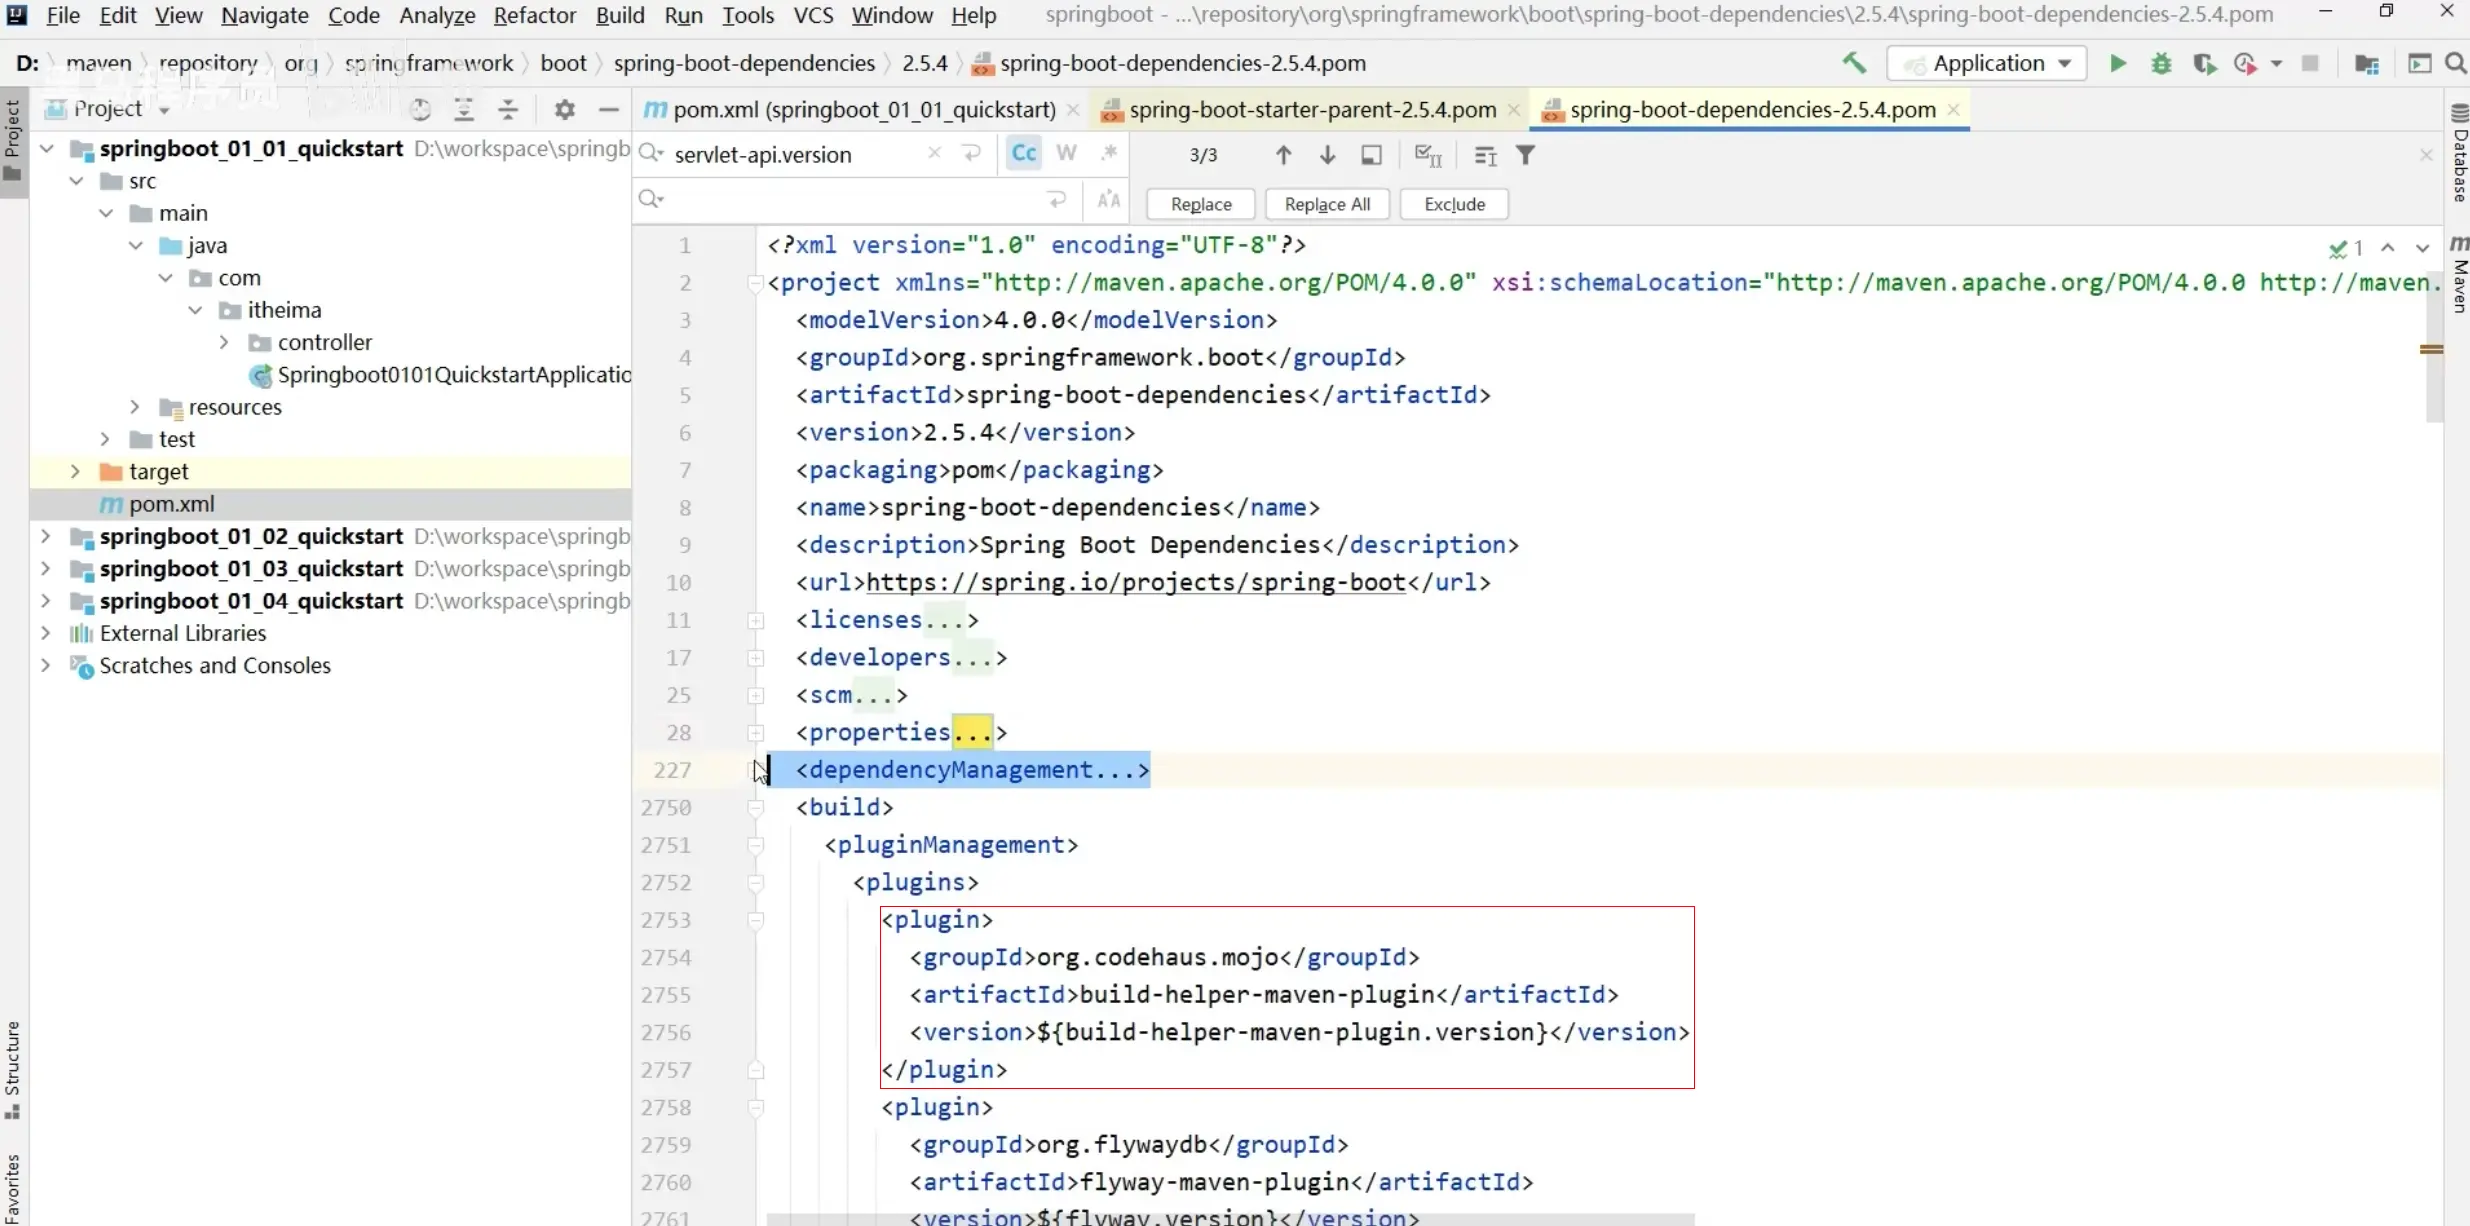 File Edit View Navigate Code Analyze Refactor Build Run Tools VCS Window Help springboot - ...\repository\org\springframework\boot\spring-boot-dependencies\2.5.4\spring-boot-dependencies-2.5.4.pom
D: maven repository org springframework boot spring-boot-dependencies 2.5.4 spring-boot-dependencies-2.5.4.pom Application
Project
pom.xml (springboot_01_01_quickstart) spring-boot-starter-parent-2.5.4.pom spring-boot-dependencies-2.5.4.pom
servlet-api.version Cc W .* 3/3
Replace Replace All Exclude
Project
Structure
Favorites
springboot_01_01_quickstart D:\workspace\springb
src
main
java
com
itheima
controller
Springboot0101QuickstartApplicatio
resources
test
target
pom.xml
springboot_01_02_quickstart D:\workspace\springb
springboot_01_03_quickstart D:\workspace\springb
springboot_01_04_quickstart D:\workspace\springb
External Libraries
Scratches and Consoles
1 <?xml version="1.0" encoding="UTF-8"?>
2 <project xmlns="http://maven.apache.org/POM/4.0.0" xsi:schemaLocation="http://maven.apache.org/POM/4.0.0 http://maven.
3 <modelVersion>4.0.0</modelVersion>
4 <groupId>org.springframework.boot</groupId>
5 <artifactId>spring-boot-dependencies</artifactId>
6 <version>2.5.4</version>
7 <packaging>pom</packaging>
8 <name>spring-boot-dependencies</name>
9 <description>Spring Boot Dependencies</description>
10 <url>https://spring.io/projects/spring-boot</url>
11 <licenses...>
17 <developers...>
25 <scm...>
28 <properties...>
227 <dependencyManagement...>
2750 <build>
2751 <pluginManagement>
2752 <plugins>
2753 <plugin>
2754 <groupId>org.codehaus.mojo</groupId>
2755 <artifactId>build-helper-maven-plugin</artifactId>
2756 <version>${build-helper-maven-plugin.version}</version>
2757 </plugin>
2758 <plugin>
2759 <groupId>org.flywaydb</groupId>
2760 <artifactId>flyway-maven-plugin</artifactId>
2761 <version>${flyway.version}</version>
1
Database
Maven